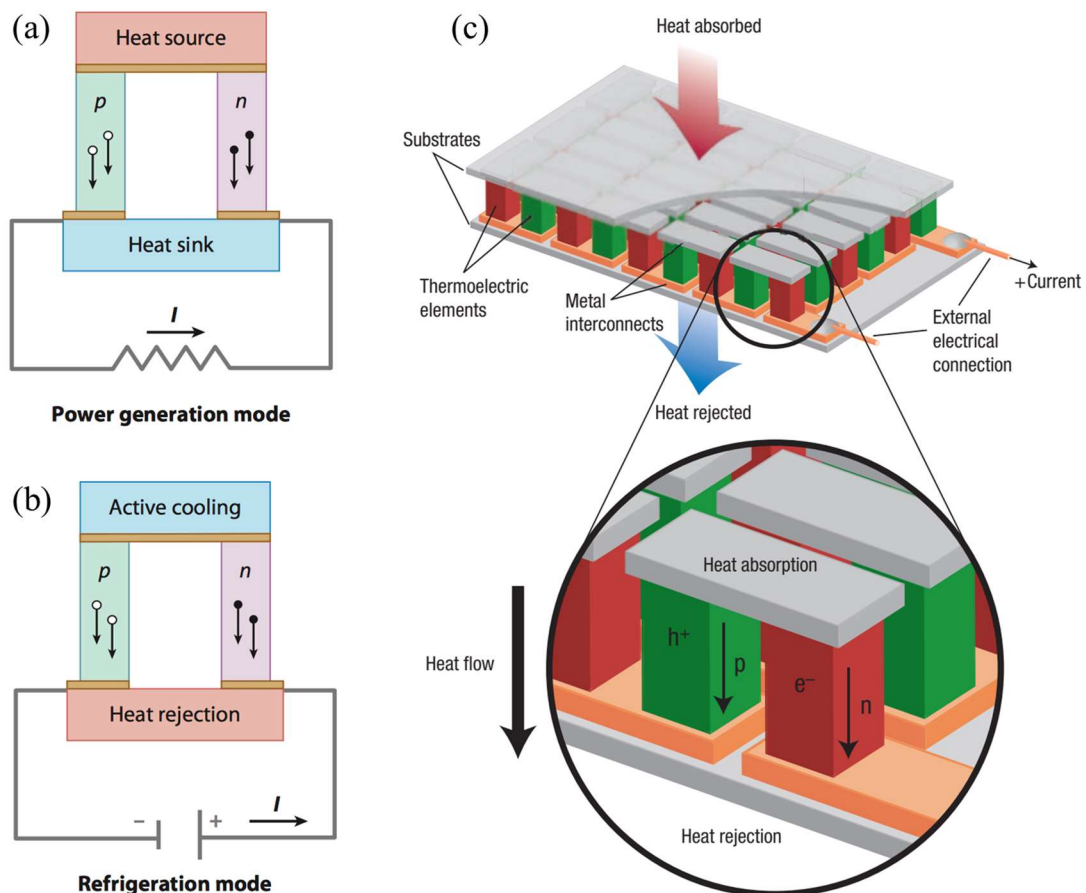 (a)
Heat source
p
n
Heat sink
I
Power generation mode
(b)
Active cooling
p
n
Heat rejection
−
+
I
Refrigeration mode
(c)
Heat absorbed
Substrates
Thermoelectric
elements
Metal
interconnects
+Current
External
electrical
connection
Heat rejected
Heat absorption
h⁺
p
e⁻
n
Heat flow
Heat rejection